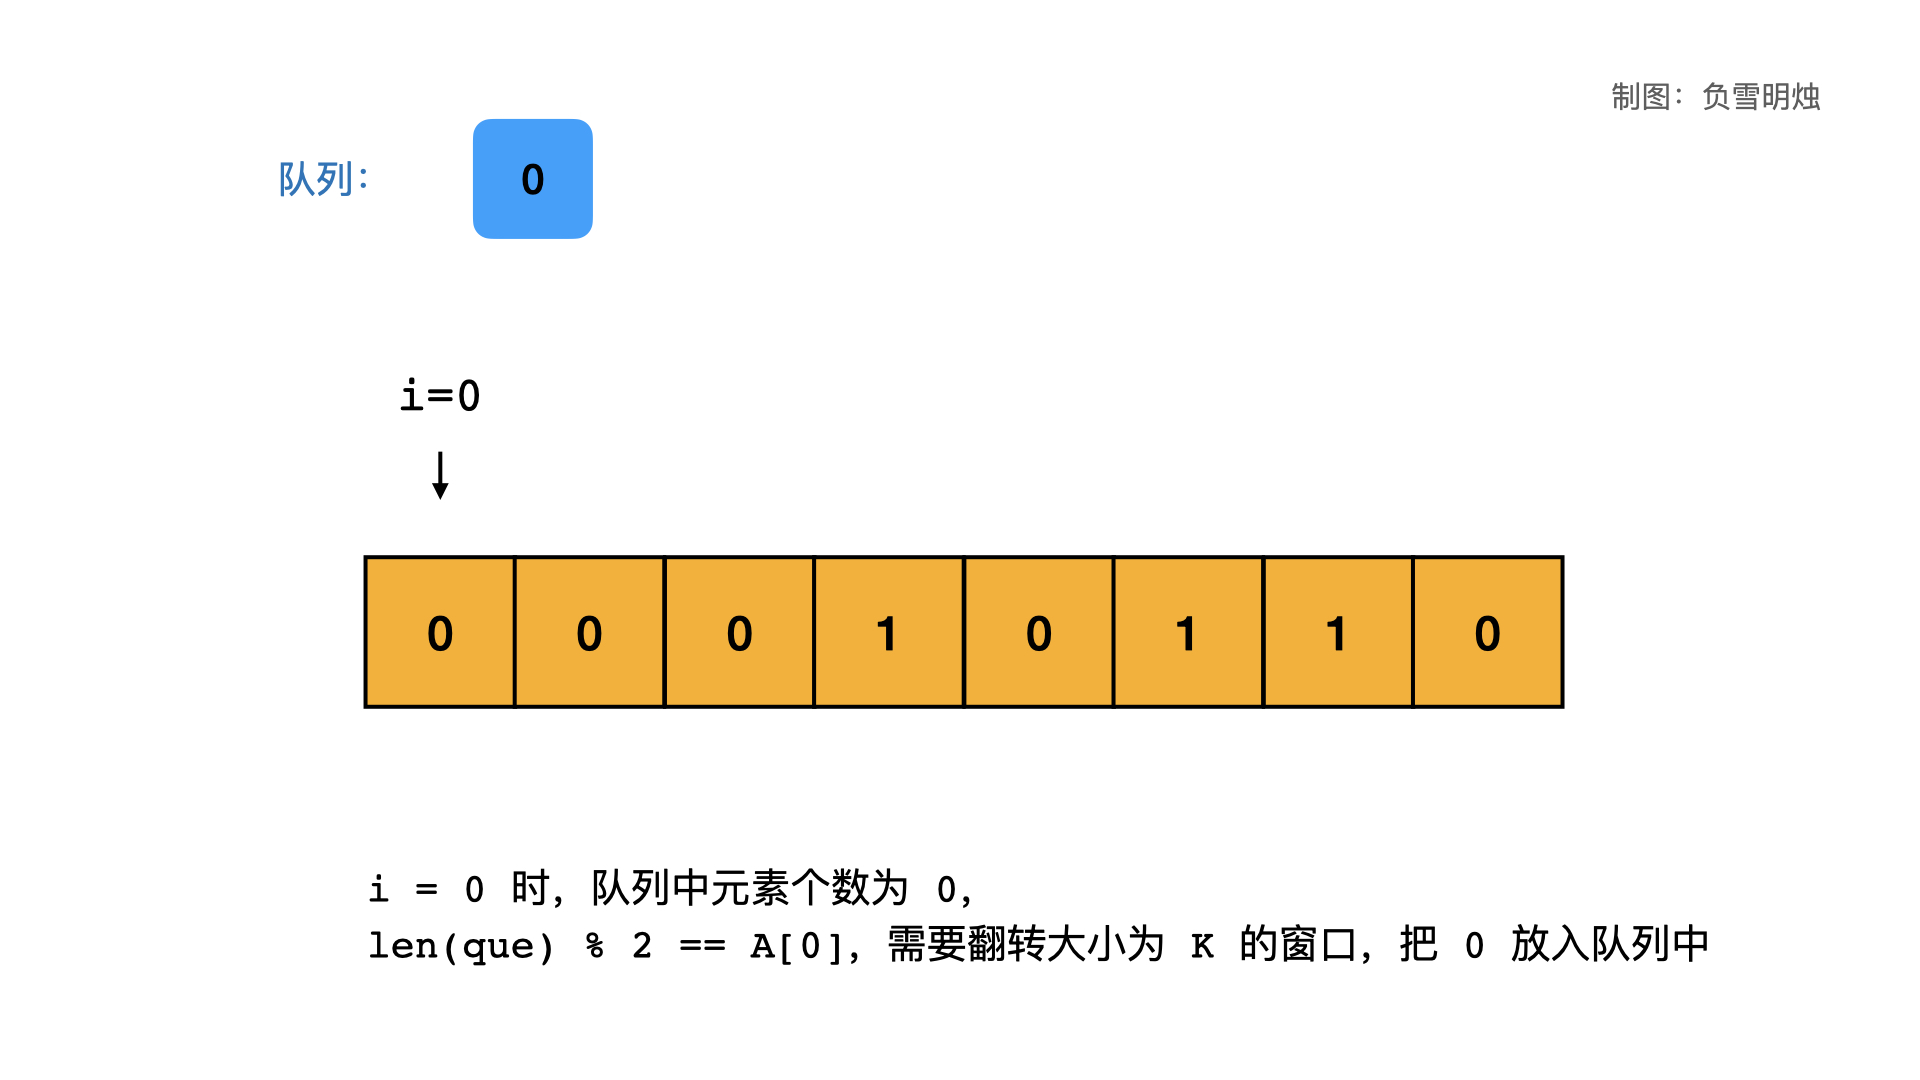 制图：负雪明烛
队列： 0
i=0
0 0 0 1 0 1 1 0
i = 0 时，队列中元素个数为 0，
len(que) % 2 == A[0]，需要翻转大小为 K 的窗口，把 0 放入队列中